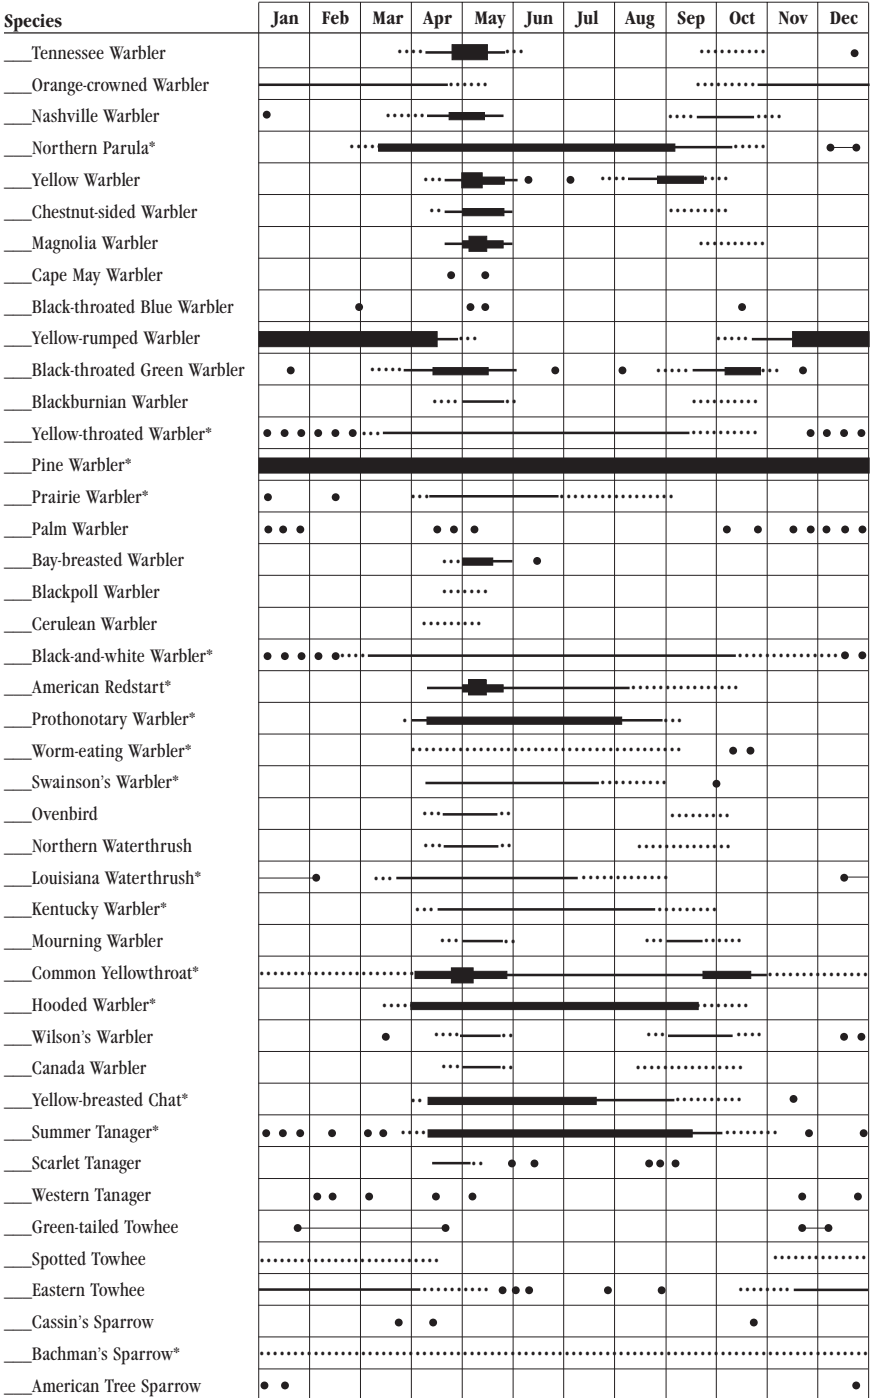 Species Jan Feb Mar Apr May Jun Jul Aug Sep Oct Nov Dec
___Tennessee Warbler
___Orange-crowned Warbler
___Nashville Warbler
___Northern Parula*
___Yellow Warbler
___Chestnut-sided Warbler
___Magnolia Warbler
___Cape May Warbler
___Black-throated Blue Warbler
___Yellow-rumped Warbler
___Black-throated Green Warbler
___Blackburnian Warbler
___Yellow-throated Warbler*
___Pine Warbler*
___Prairie Warbler*
___Palm Warbler
___Bay-breasted Warbler
___Blackpoll Warbler
___Cerulean Warbler
___Black-and-white Warbler*
___American Redstart*
___Prothonotary Warbler*
___Worm-eating Warbler*
___Swainson's Warbler*
___Ovenbird
___Northern Waterthrush
___Louisiana Waterthrush*
___Kentucky Warbler*
___Mourning Warbler
___Common Yellowthroat*
___Hooded Warbler*
___Wilson's Warbler
___Canada Warbler
___Yellow-breasted Chat*
___Summer Tanager*
___Scarlet Tanager
___Western Tanager
___Green-tailed Towhee
___Spotted Towhee
___Eastern Towhee
___Cassin's Sparrow
___Bachman's Sparrow*
___American Tree Sparrow